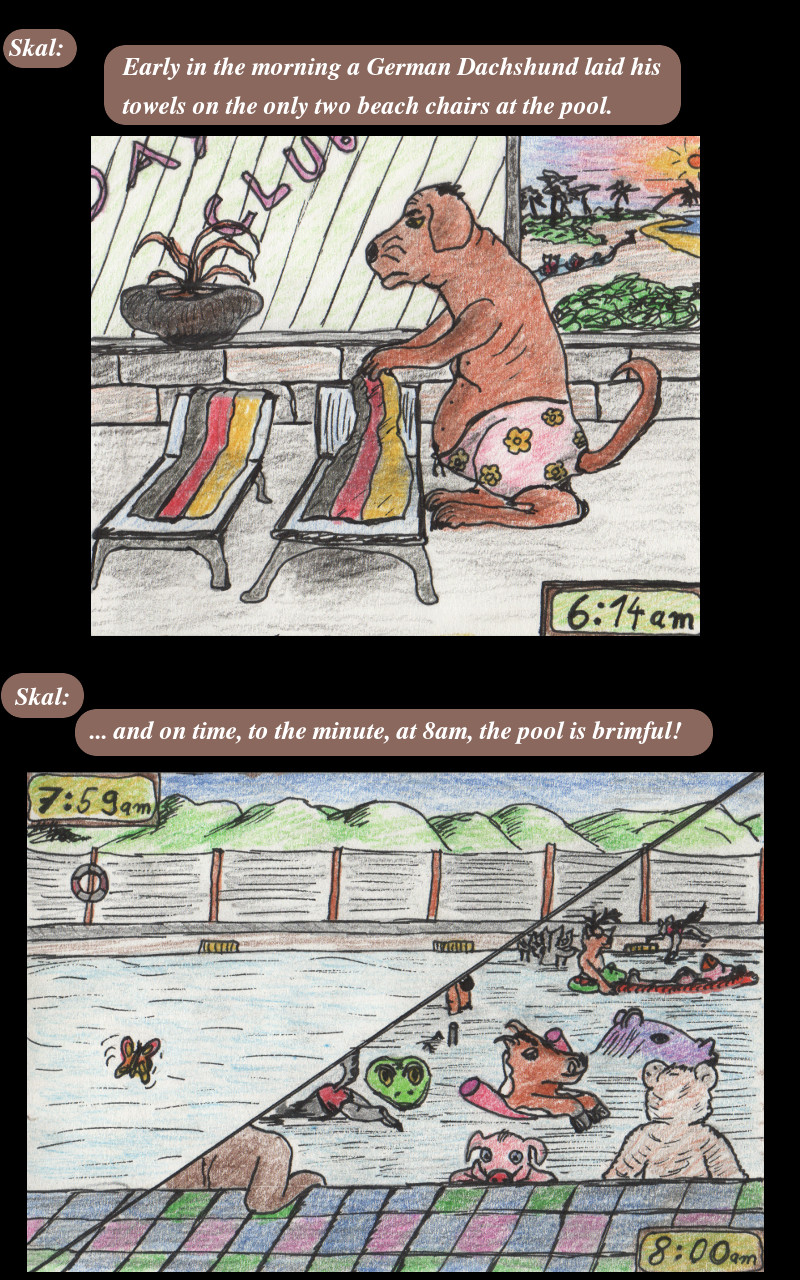 Skal:
Early in the morning a German Dachshund laid his
towels on the only two beach chairs at the pool.
DAY
CLUB
6:14am
Skal:
... and on time, to the minute, at 8am, the pool is brimful!
7:59am
8:00am